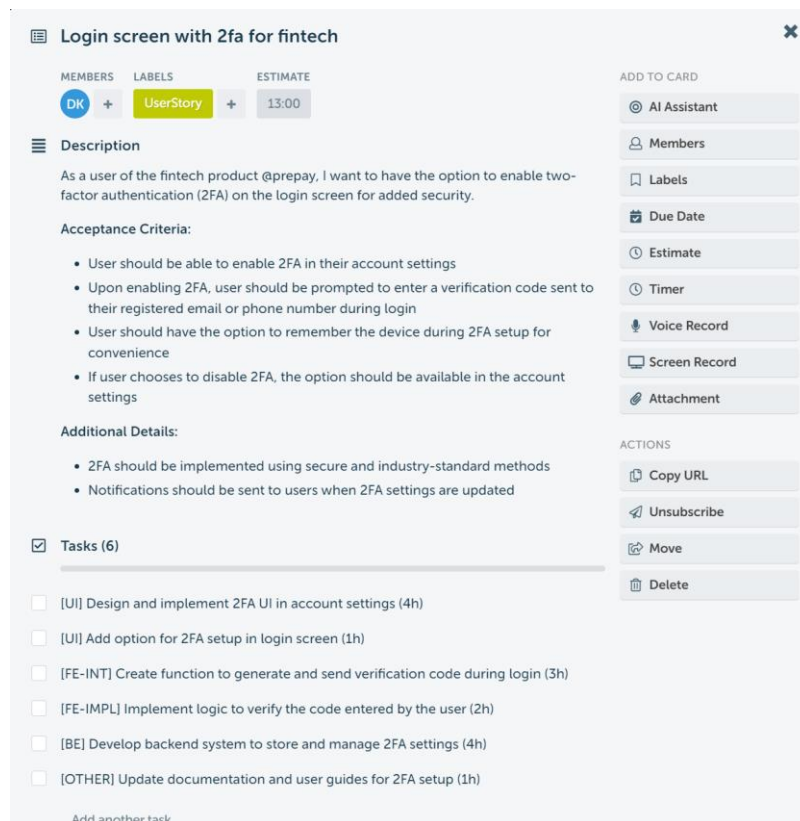 Login screen with 2fa for fintech
MEMBERS LABELS ESTIMATE
DK + UserStory + 13:00
Description
As a user of the fintech product @prepay, I want to have the option to enable two-
factor authentication (2FA) on the login screen for added security.
Acceptance Criteria:
• User should be able to enable 2FA in their account settings
• Upon enabling 2FA, user should be prompted to enter a verification code sent to
their registered email or phone number during login
• User should have the option to remember the device during 2FA setup for
convenience
• If user chooses to disable 2FA, the option should be available in the account
settings
Additional Details:
• 2FA should be implemented using secure and industry-standard methods
• Notifications should be sent to users when 2FA settings are updated
Tasks (6)
[UI] Design and implement 2FA UI in account settings (4h)
[UI] Add option for 2FA setup in login screen (1h)
[FE-INT] Create function to generate and send verification code during login (3h)
[FE-IMPL] Implement logic to verify the code entered by the user (2h)
[BE] Develop backend system to store and manage 2FA settings (4h)
[OTHER] Update documentation and user guides for 2FA setup (1h)
Add another task
ADD TO CARD
AI Assistant
Members
Labels
Due Date
Estimate
Timer
Voice Record
Screen Record
Attachment
ACTIONS
Copy URL
Unsubscribe
Move
Delete